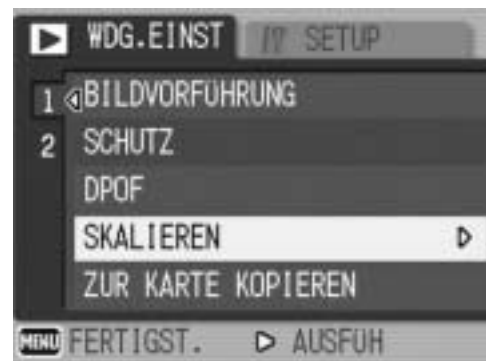 WDG.EINST SETUP
1 BILDVORFÜHRUNG
2 SCHUTZ
DPOF
SKALIEREN
ZUR KARTE KOPIEREN
MENU FERTIGST. AUSFÜH